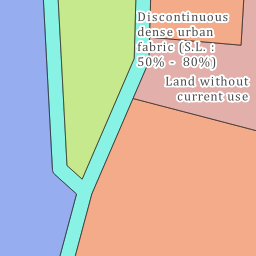 Discontinuous
dense urban
fabric (S.L. :
50% - 80%)
Land without
current use